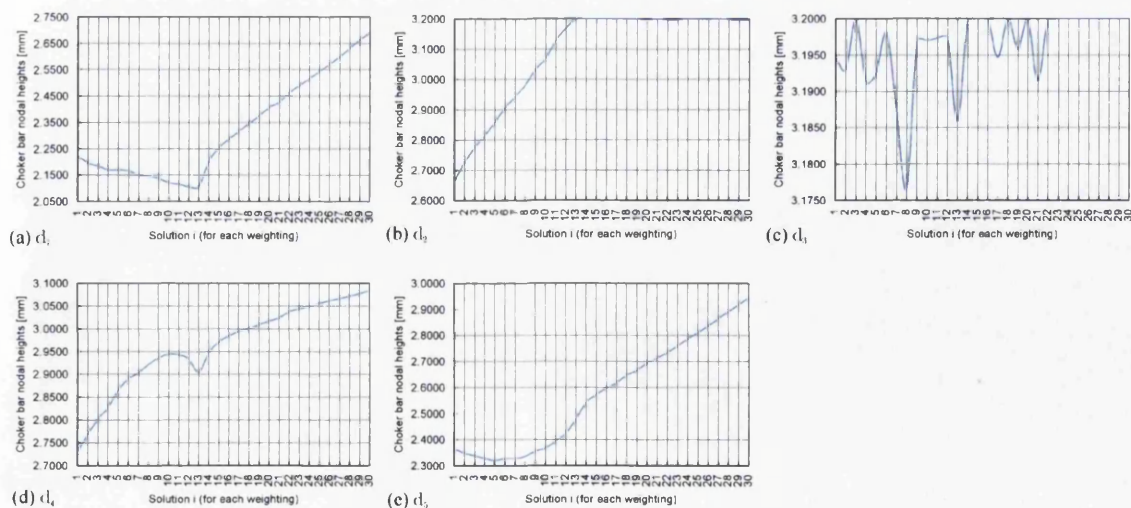 Choker bar nodal heights [mm]
2.7500
2.6500
2.5500
2.4500
2.3500
2.2500
2.1500
2.0500
1 2 3 4 5 6 7 8 9 10 11 12 13 14 15 16 17 18 19 20 21 22 23 24 25 26 27 28 29 30
Solution i (for each weighting)
(a) d₁
Choker bar nodal heights [mm]
3.2000
3.1000
3.0000
2.9000
2.8000
2.7000
2.6000
1 2 3 4 5 6 7 8 9 10 11 12 13 14 15 16 17 18 19 20 21 22 23 24 25 26 27 28 29 30
Solution i (for each weighting)
(b) d₂
Choker bar nodal heights [mm]
3.2000
3.1950
3.1900
3.1850
3.1800
3.1750
1 2 3 4 5 6 7 8 9 10 11 12 13 14 15 16 17 18 19 20 21 22 23 24 25 26 27 28 29 30
Solution i (for each weighting)
(c) d₃
Choker bar nodal heights [mm]
3.1000
3.0500
3.0000
2.9500
2.9000
2.8500
2.8000
2.7500
2.7000
1 2 3 4 5 6 7 8 9 10 11 12 13 14 15 16 17 18 19 20 21 22 23 24 25 26 27 28 29 30
Solution i (for each weighting)
(d) d₄
Choker bar nodal heights [mm]
3.0000
2.9000
2.8000
2.7000
2.6000
2.5000
2.4000
2.3000
1 2 3 4 5 6 7 8 9 10 11 12 13 14 15 16 17 18 19 20 21 22 23 24 25 26 27 28 29 30
Solution i (for each weighting)
(e) d₅